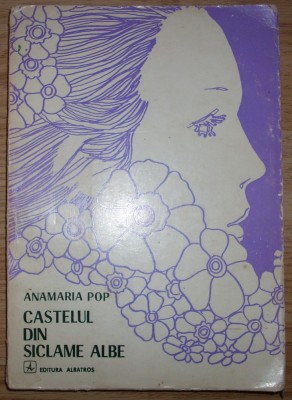 ANAMARIA POP
CASTELUL
DIN
SICLAME ALBE
EDITURA ALBATROS